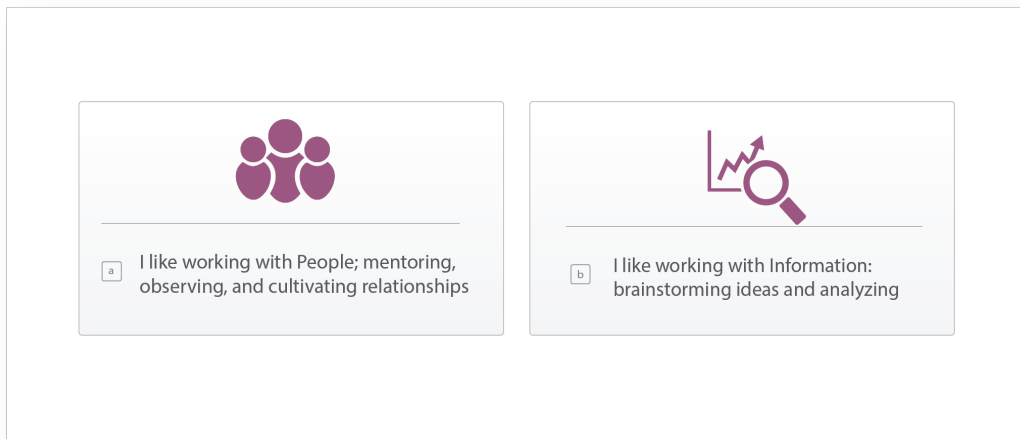 a
I like working with People; mentoring,
observing, and cultivating relationships
b
I like working with Information:
brainstorming ideas and analyzing